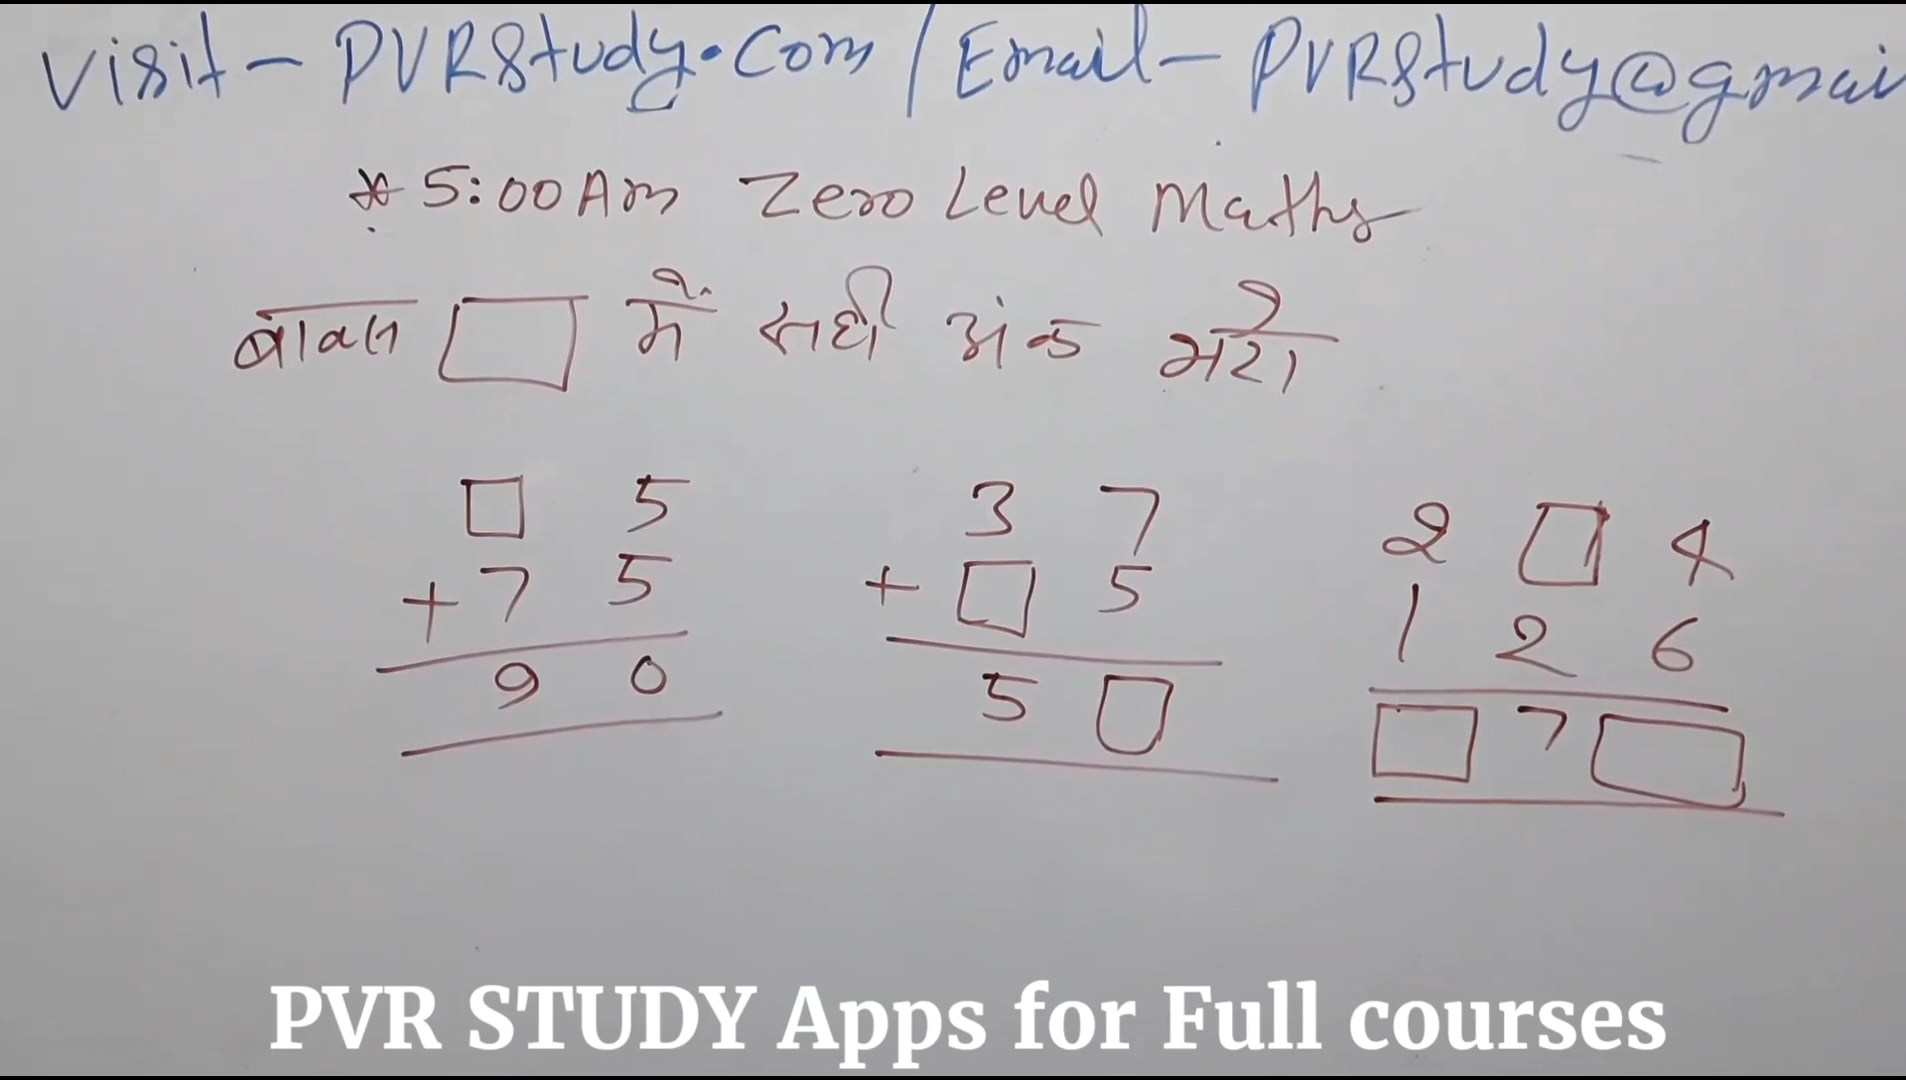 Visit - PVRStudy.Com / Email - PVRStudy@gmai
* 5:00 Am Zero Level Maths
बाक्स □ में सही अंक भरो
□ 5
+ 7 5
9 0
3 7
+ □ 5
5 □
2 □ 4
1 2 6
□ 7 □
PVR STUDY Apps for Full courses